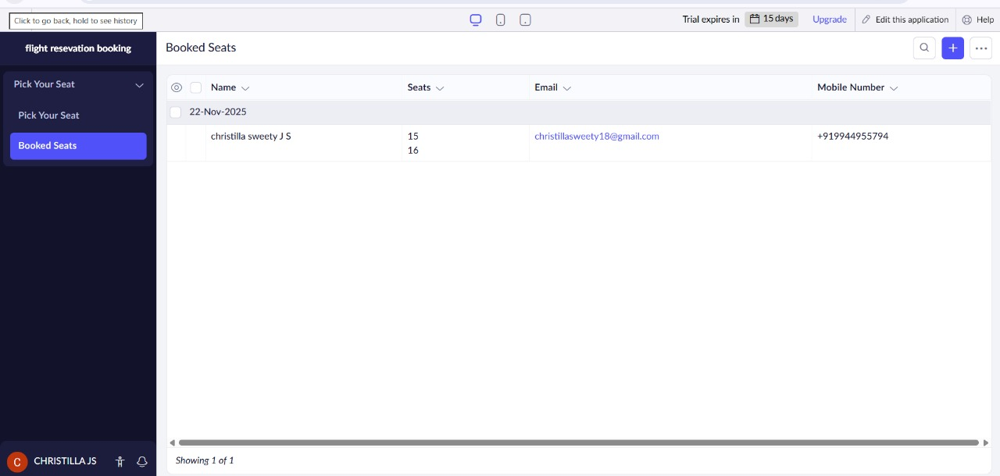 Click to go back, hold to see history
Trial expires in 15 days Upgrade Edit this application Help
flight resevation booking
Booked Seats
Pick Your Seat
Pick Your Seat
Booked Seats
Name Seats Email Mobile Number
22-Nov-2025
christilla sweety J S 15 christillasweety18@gmail.com +919944955794
16
Showing 1 of 1
C CHRISTILLA JS